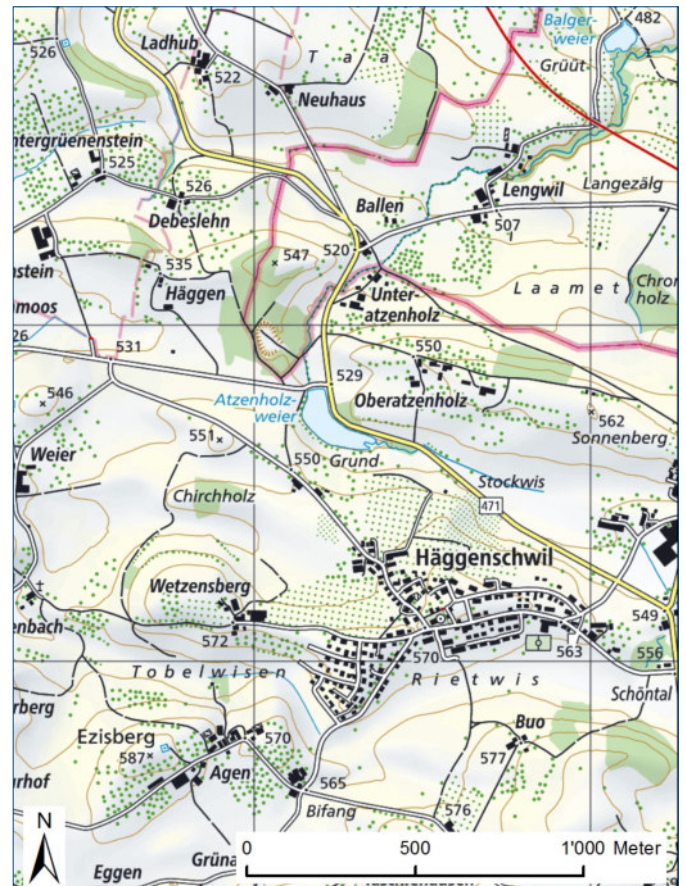 Balger-
weier
482
526
Ladhub
522
T a a
Grüüt
Neuhaus
ntergrüenenstein
525
526
Debeslehn
Ballen
Lengwil
Langezälg
507
520
547
535
Häggen
nstein
moos
Unter-
atzenholz
L a a m e t
Chron
holz
26
531
550
529
Atzenholz-
weier
Oberatzenholz
546
551
562
Sonnenberg
Weier
550
Grund
Stockwis
Chirchholz
471
Häggenschwil
Wetzensberg
572
549
enbach
570
563
556
T o b e l w i s e n
R i e t w i s
Schöntal
rberg
Ezisberg
570
Buo
587
577
urhof
Agen
565
Bifang
576
N
0 500 1'000 Meter
Grüna
Eggen